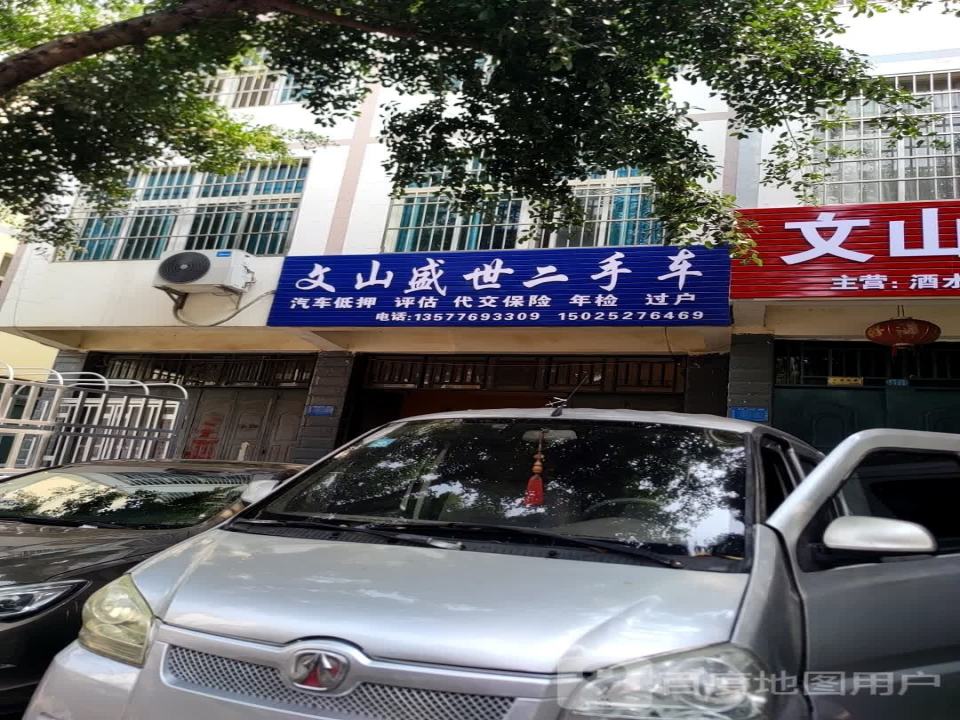 文山盛世二手车
汽车低押 评估 代交保险 年检 过户
电话:13577693309 15025276469
文山
主营:酒水
百度地图用户